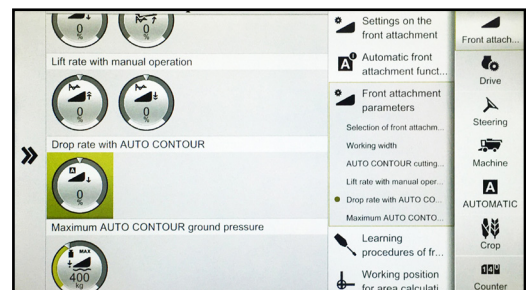 0
%
0
%
Lift rate with manual operation
0
%
0
%
Drop rate with AUTO CONTOUR
A
0
%
Maximum AUTO CONTOUR ground pressure
MAX
400
kg
Settings on the
front attachment
A
Automatic front
attachment funct...
Front attachment
parameters
Selection of front attachm...
Working width
AUTO CONTOUR cutting...
Lift rate with manual oper...
Drop rate with AUTO CO...
Maximum AUTO CONTO...
Learning
procedures of fr...
Working position
for area calculati...
Front attach...
Drive
Steering
Machine
A
AUTOMATIC
Crop
Counter